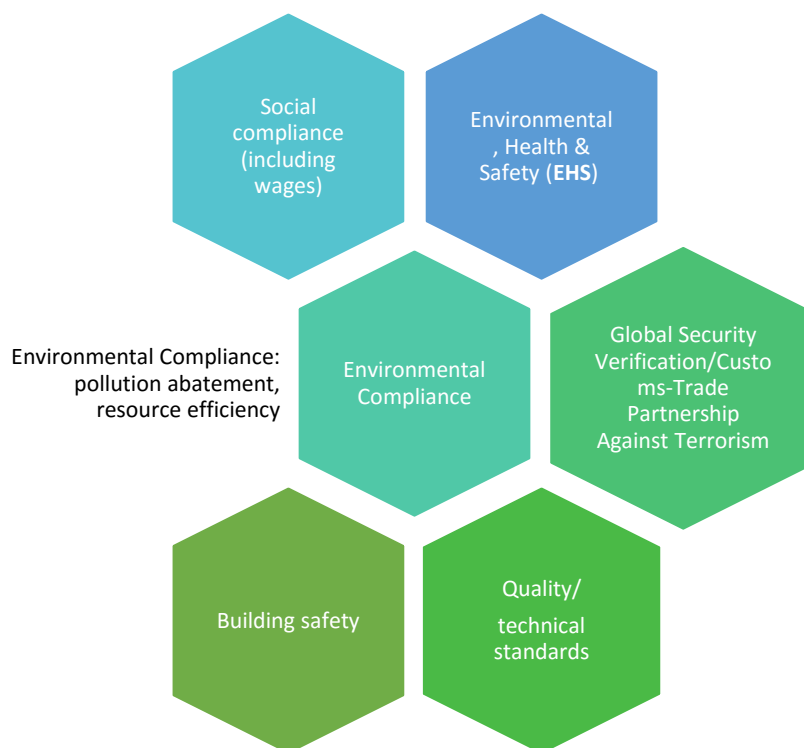 Social
compliance
(including
wages)
Environmental
, Health &
Safety (EHS)
Environmental Compliance:
pollution abatement,
resource efficiency
Environmental
Compliance
Global Security
Verification/Custo
ms-Trade
Partnership
Against Terrorism
Building safety
Quality/
technical
standards